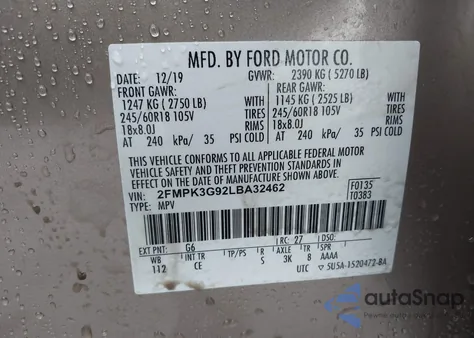 MFD. BY FORD MOTOR CO.
DATE: 12/19 GVWR: 2390 KG (5270 LB)
FRONT GAWR: REAR GAWR:
1247 KG (2750 LB) WITH 1145 KG (2525 LB) WITH
245/60R18 105V TIRES 245/60R18 105V TIRES
18x8.0J RIMS 18x8.0J RIMS
AT 240 kPa/ 35 PSI COLD AT 240 kPa/ 35 PSI COLD
THIS VEHICLE CONFORMS TO ALL APPLICABLE FEDERAL MOTOR
VEHICLE SAFETY AND THEFT PREVENTION STANDARDS IN
EFFECT ON THE DATE OF MANUFACTURE SHOWN ABOVE.
VIN: 2FMPK3G92LBA32462 F0135
TYPE: MPV T0383
EXT PNT: G6 RC: 27 DSO:
WB INT TR TP/PS R AXLE TR SPR
112 CE S 3K 8 AAAA
UTC 5U5A-1520472-BA
autoSnap